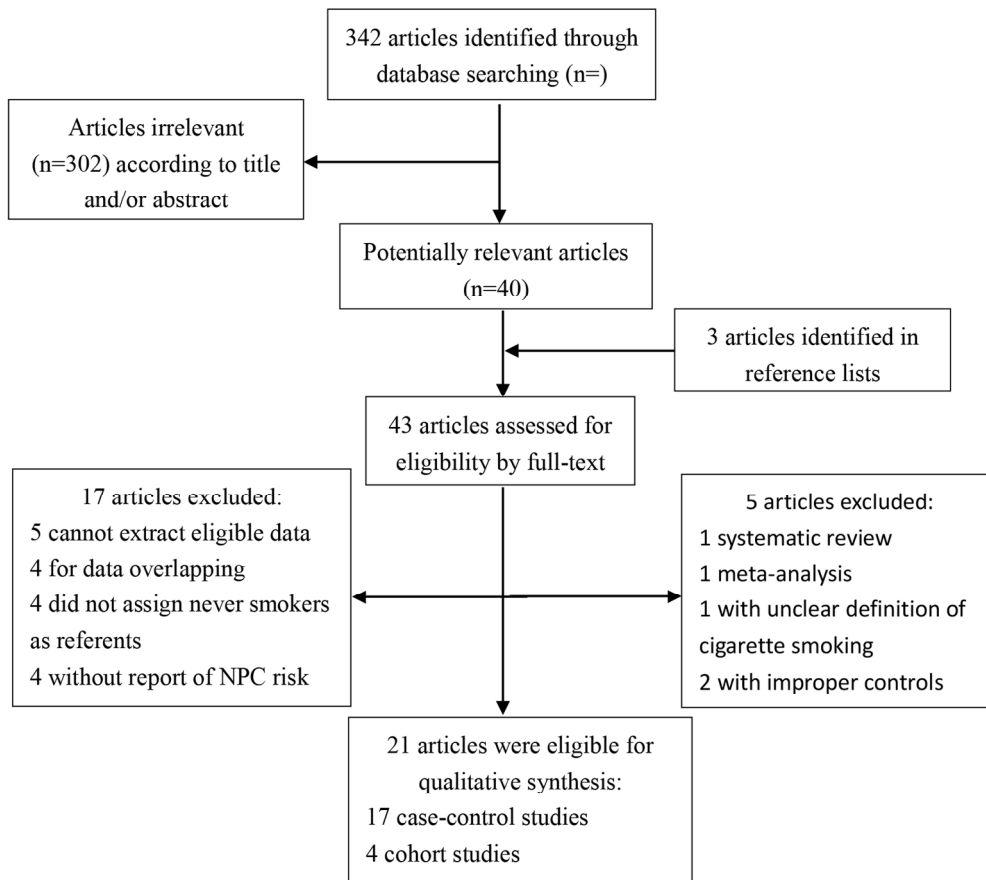 342 articles identified through
database searching (n=)
Articles irrelevant
(n=302) according to title
and/or abstract
Potentially relevant articles
(n=40)
3 articles identified in
reference lists
43 articles assessed for
eligibility by full-text
17 articles excluded:
5 cannot extract eligible data
4 for data overlapping
4 did not assign never smokers
as referents
4 without report of NPC risk
5 articles excluded:
1 systematic review
1 meta-analysis
1 with unclear definition of
cigarette smoking
2 with improper controls
21 articles were eligible for
qualitative synthesis:
17 case-control studies
4 cohort studies